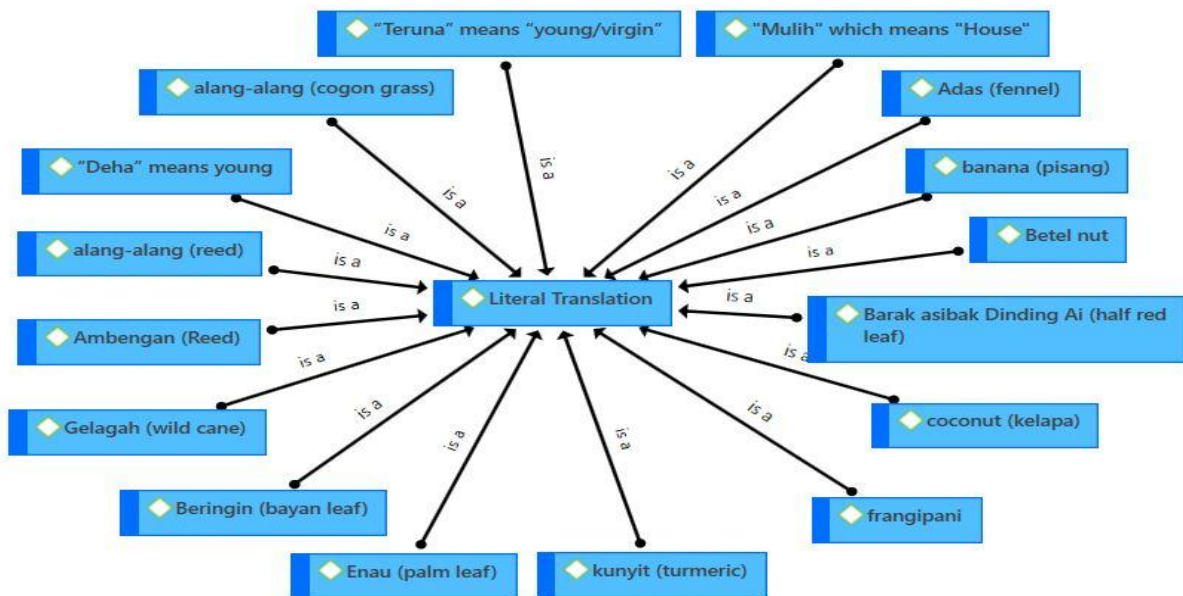 “Teruna” means “young/virgin”
"Mulih" which means "House"
alang-alang (cogon grass)
Adas (fennel)
is a
is a
“Deha” means young
is a
is a
banana (pisang)
is a
is a
alang-alang (reed)
is a
is a
Betel nut
Literal Translation
is a
is a
Ambengan (Reed)
Barak asibak Dinding Ai (half red
leaf)
is a
is a
Gelagah (wild cane)
is a
is a
is a
is a
coconut (kelapa)
Beringin (bayan leaf)
frangipani
Enau (palm leaf)
kunyit (turmeric)